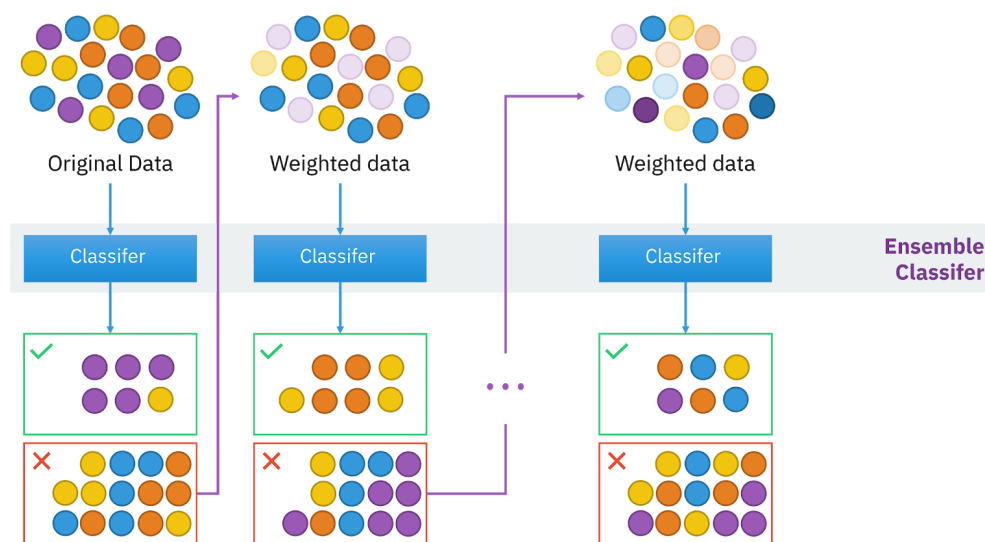 Original Data
Weighted data
Weighted data
Classifer
Classifer
Classifer
Ensemble
Classifer